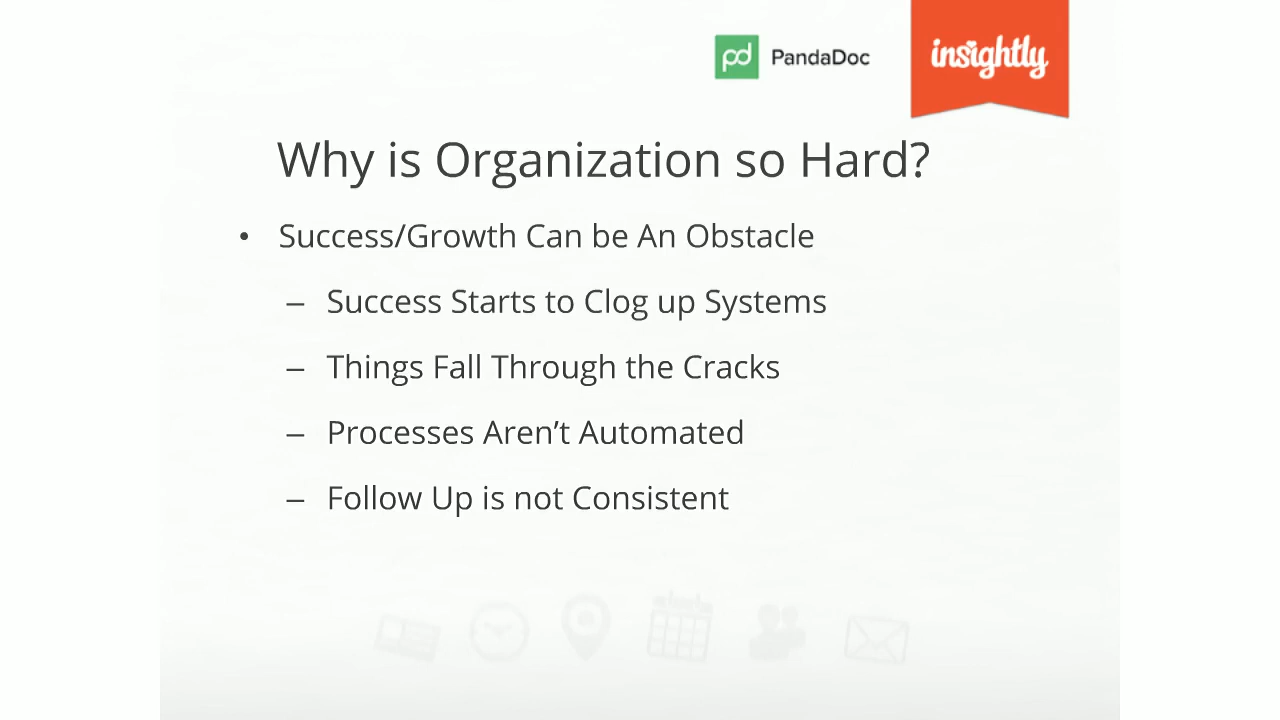 pd PandaDoc
insightly
Why is Organization so Hard?
• Success/Growth Can be An Obstacle
– Success Starts to Clog up Systems
– Things Fall Through the Cracks
– Processes Aren’t Automated
– Follow Up is not Consistent